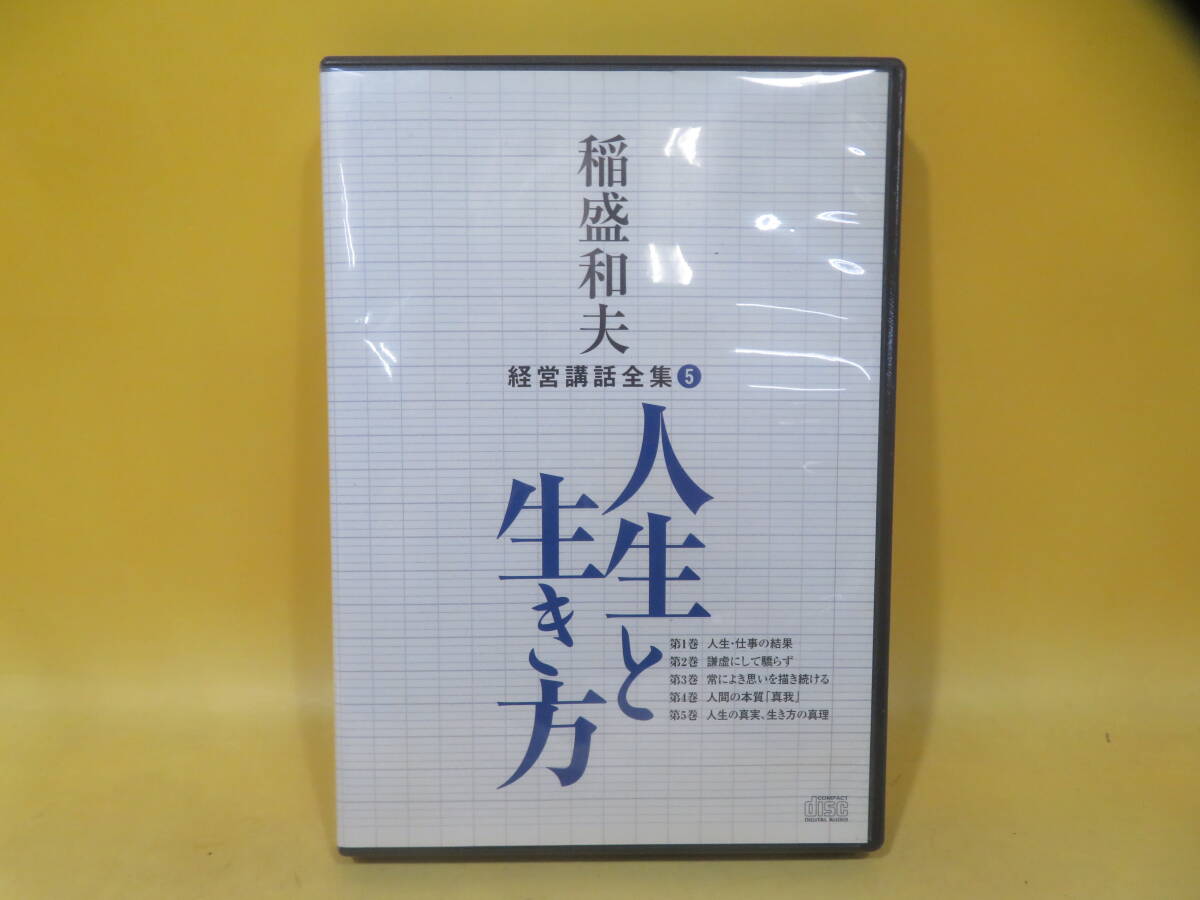 稲盛和夫
経営講話全集5
人生と
生き方
第1巻 人生・仕事の結果
第2巻 謙虚にして驕らず
第3巻 常によき思いを描き続ける
第4巻 人間の本質「真我」
第5巻 人生の真実、生き方の真理
COMPACT
disc
DIGITAL AUDIO